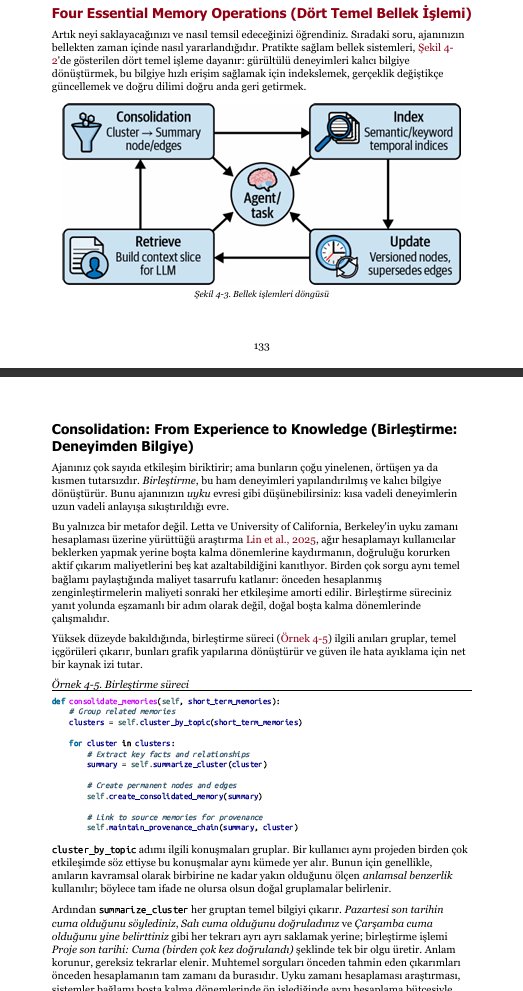 Four Essential Memory Operations (Dört Temel Bellek İşlemi)
Artık neyi saklayacağınızı ve nasıl temsil edeceğinizi öğrendiniz. Sıradaki soru, ajanınızın
bellekten zaman içinde nasıl yararlandığıdır. Pratikte sağlam bellek sistemleri, Şekil 4-
2'de gösterilen dört temel işleme dayanır: gürültülü deneyimleri kalıcı bilgiye
dönüştürmek, bu bilgiye hızlı erişim sağlamak için indekslemek, gerçeklik değiştikçe
güncellemek ve doğru dilimi doğru anda geri getirmek.
Consolidation
Cluster → Summary
node/edges
Index
Semantic/keyword
temporal indices
Agent/
task
Retrieve
Build context slice
for LLM
Update
Versioned nodes,
supersedes edges
Şekil 4-3. Bellek işlemleri döngüsü
133
Consolidation: From Experience to Knowledge (Birleştirme:
Deneyimden Bilgiye)
Ajanınız çok sayıda etkileşim biriktirir; ama bunların çoğu yinelenen, örtüşen ya da
kısmen tutarsızdır. Birleştirme, bu ham deneyimleri yapılandırılmış ve kalıcı bilgiye
dönüştürür. Bunu ajanınızın uyku evresi gibi düşünebilirsiniz: kısa vadeli deneyimlerin
uzun vadeli anlayışa sıkıştırıldığı evre.
Bu yalnızca bir metafor değil. Letta ve University of California, Berkeley'in uyku zamanı
hesaplaması üzerine yürüttüğü araştırma Lin et al., 2025, ağır hesaplamayı kullanıcılar
beklerken yapmak yerine boşta kalma dönemlerine kaydırmanın, doğruluğu korurken
aktif çıkarım maliyetlerini beş kat azaltabildiğini kanıtlıyor. Birden çok sorgu aynı temel
bağlamı paylaştığında maliyet tasarrufu katlanır: önceden hesaplanmış
zenginleştirmelerin maliyeti sonraki her etkileşime amorti edilir. Birleştirme süreciniz
yanıt yolunda eşzamanlı bir adım olarak değil, doğal boşta kalma dönemlerinde
çalışmalıdır.
Yüksek düzeyde bakıldığında, birleştirme süreci (Örnek 4-5) ilgili anıları gruplar, temel
içgörüleri çıkarır, bunları grafik yapılarına dönüştürür ve güven ile hata ayıklama için net
bir kaynak izi tutar.
Örnek 4-5. Birleştirme süreci
def consolidate_memories(self, short_term_memories):
# Group related memories
clusters = self.cluster_by_topic(short_term_memories)
for cluster in clusters:
# Extract key facts and relationships
summary = self.summarize_cluster(cluster)
# Create permanent nodes and edges
self.create_consolidated_memory(summary)
# Link to source memories for provenance
self.maintain_provenance_chain(summary, cluster)
cluster_by_topic adımı ilgili konuşmaları gruplar. Bir kullanıcı aynı projeden birden çok
etkileşimde söz ettiyse bu konuşmalar aynı kümede yer alır. Bunun için genellikle,
anıların kavramsal olarak birbirine ne kadar yakın olduğunu ölçen anlamsal benzerlik
kullanılır; böylece tam ifade ne olursa olsun doğal gruplamalar belirlenir.
Ardından summarize_cluster her gruptan temel bilgiyi çıkarır. Pazartesi son tarihin
cuma olduğunu söylediniz, Salı cuma olduğunu doğruladınız ve Çarşamba cuma
olduğunu yine belirttiniz gibi her tekrarı ayrı ayrı saklamak yerine; birleştirme işlemi
Proje son tarihi: Cuma (birden çok kez doğrulandı) şeklinde tek bir olgu üretir. Anlam
korunur, gereksiz tekrarlar elenir. Muhtemel sorguları önceden tahmin eden çıkarımları
önceden hesaplamanın tam zamanı da burasıdır. Uyku zamanı hesaplaması araştırması,
sistemler bağlamı boşta kalma dönemlerinde ön işlediğinde aynı hesaplama bütçesiyle